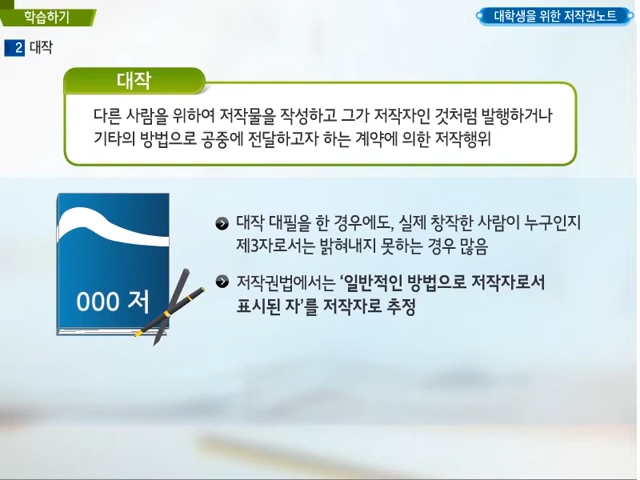 학습하기
대학생을 위한 저작권노트
2 대작
대작
다른 사람을 위하여 저작물을 작성하고 그가 저작자인 것처럼 발행하거나
기타의 방법으로 공중에 전달하고자 하는 계약에 의한 저작행위
000 저
대작 대필을 한 경우에도, 실제 창작한 사람이 누구인지
제3자로서는 밝혀내지 못하는 경우 많음
저작권법에서는 ‘일반적인 방법으로 저작자로서
표시된 자’를 저작자로 추정